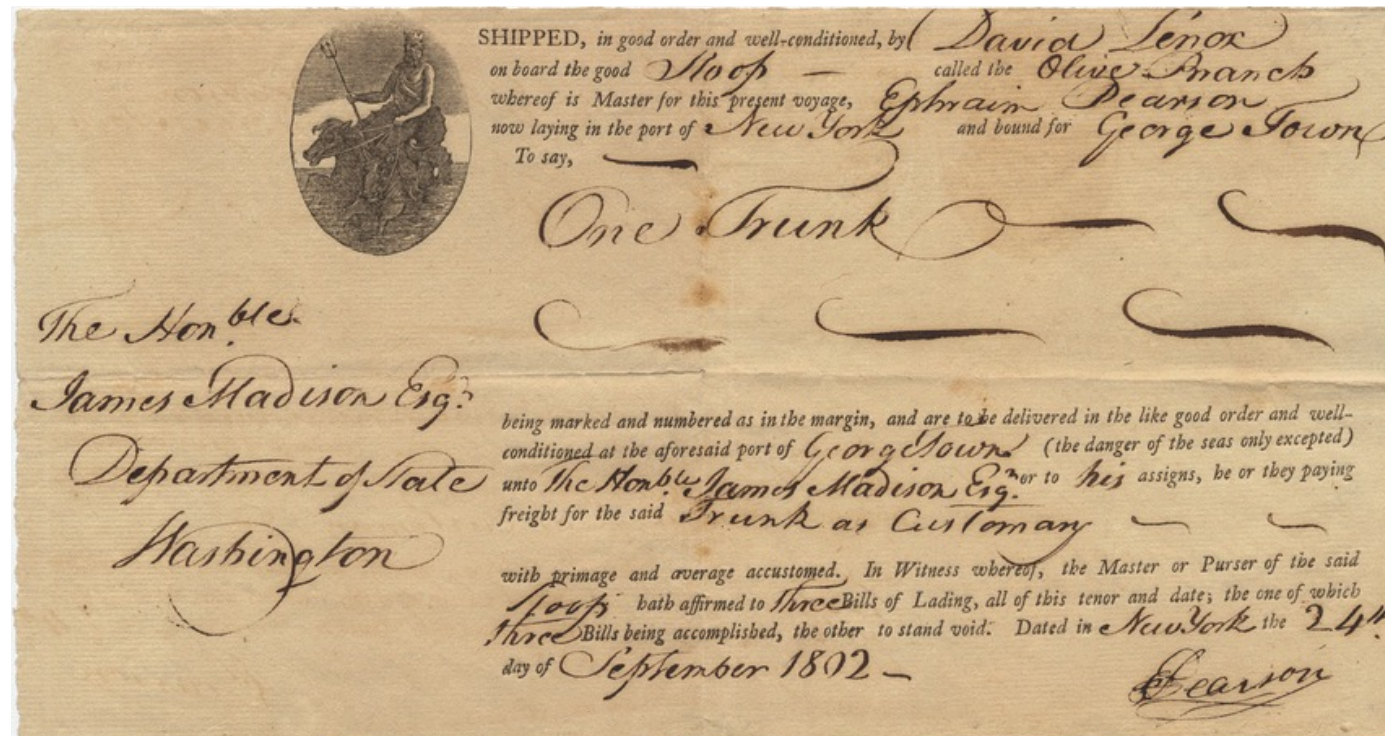 SHIPPED, in good order and well-conditioned, by David Lenox
on board the good Sloop — called the Olive Branch
whereof is Master for this present voyage, Ephraim Pearson
now laying in the port of New York and bound for George Town
To say,
One Trunk
The Hon.ble
James Madison Esq.r
Department of State
Washington
being marked and numbered as in the margin, and are to be delivered in the like good order and well-
conditioned at the aforesaid port of George Town (the danger of the seas only excepted)
unto The Hon.ble James Madison Esq.r or to his assigns, he or they paying
freight for the said Trunk as Customary — —
with primage and average accustomed. In Witness whereof, the Master or Purser of the said
Sloop hath affirmed to Three Bills of Lading, all of this tenor and date; the one of which
three Bills being accomplished, the other to stand void. Dated in New York the 24th
day of September 1802 —
E Pearson